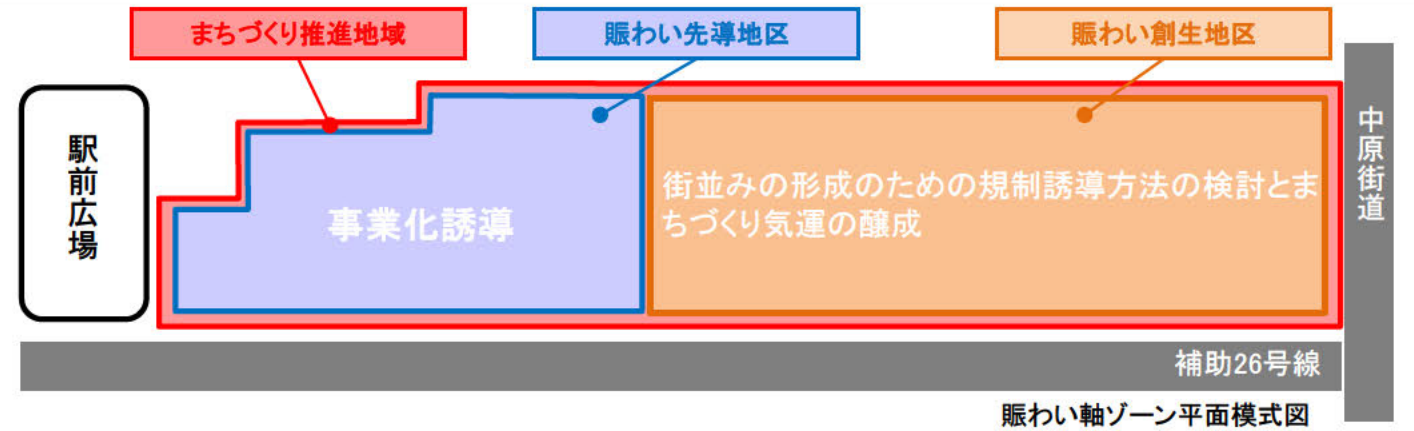 まちづくり推進地域
賑わい先導地区
賑わい創生地区
駅前広場
事業化誘導
街並みの形成のための規制誘導方法の検討とま
ちづくり気運の醸成
中原街道
補助26号線
賑わい軸ゾーン平面模式図